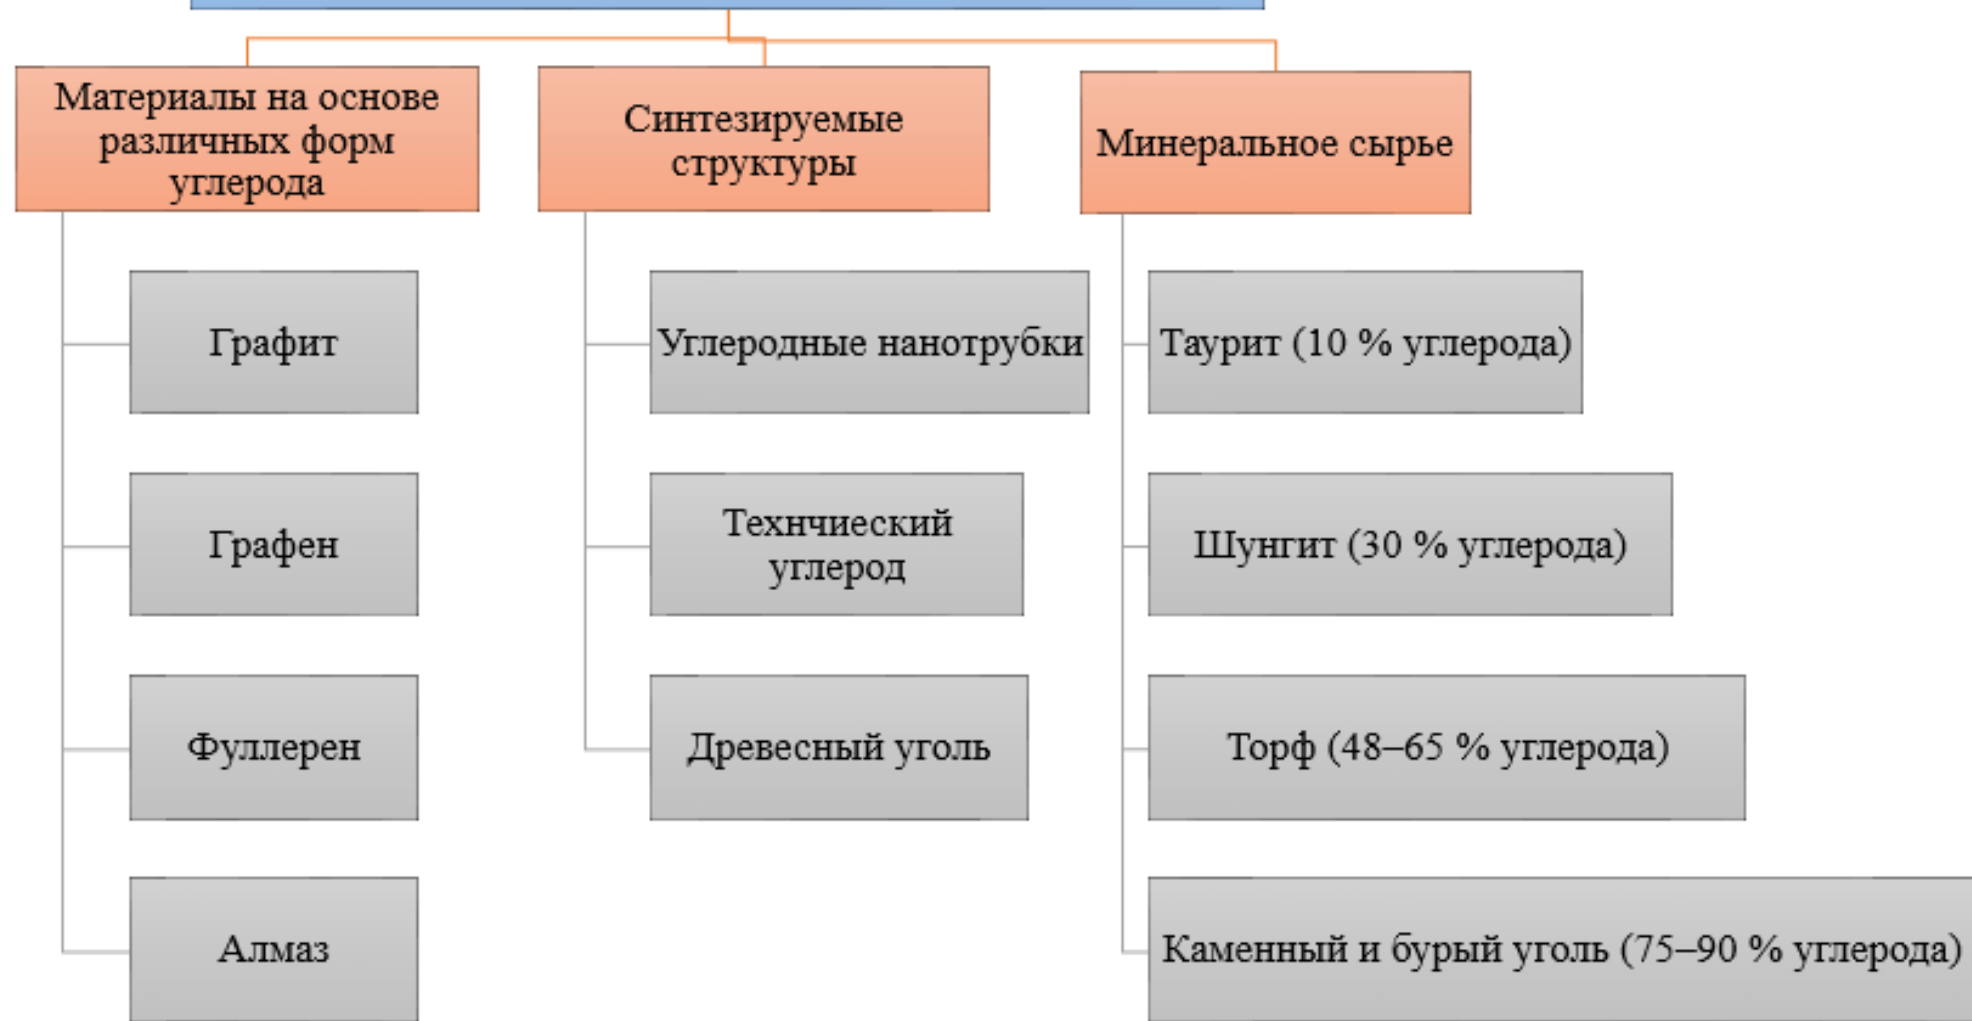 Материалы на основе
различных форм
углерода
Графит
Графен
Фуллерен
Алмаз
Синтезируемые
структуры
Углеродные нанотрубки
Технчиеский
углерод
Древесный уголь
Минеральное сырье
Таурит (10 % углерода)
Шунгит (30 % углерода)
Торф (48–65 % углерода)
Каменный и бурый уголь (75–90 % углерода)